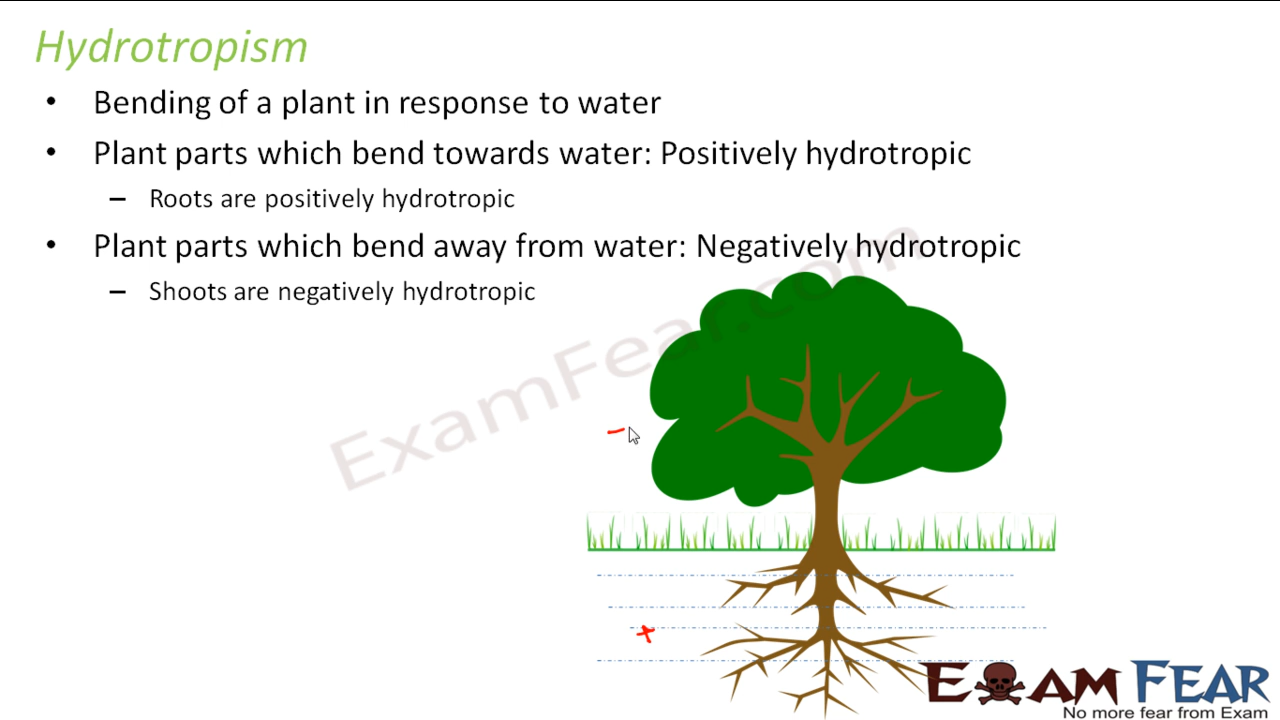 Hydrotropism
• Bending of a plant in response to water
• Plant parts which bend towards water: Positively hydrotropic
– Roots are positively hydrotropic
• Plant parts which bend away from water: Negatively hydrotropic
– Shoots are negatively hydrotropic
ExamFear.com
–
+
EXAM FEAR
No more fear from Exam